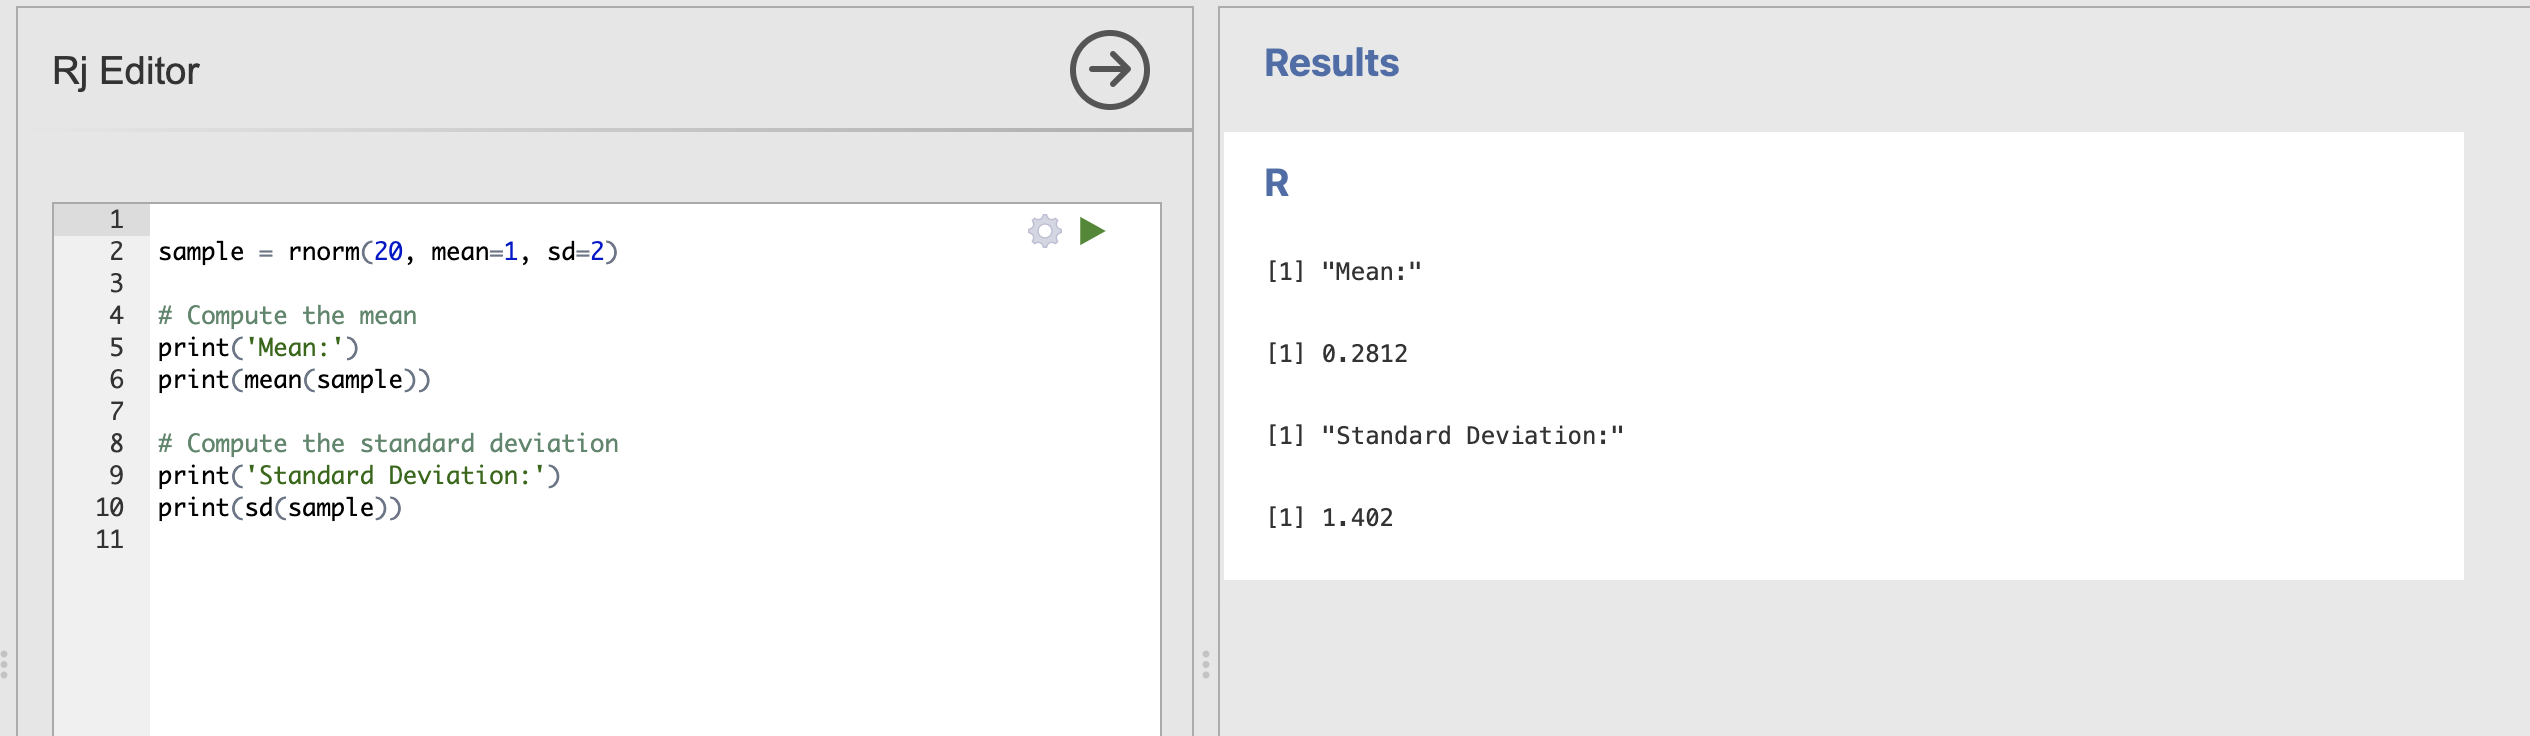 Rj Editor
1
2 sample = rnorm(20, mean=1, sd=2)
3
4 # Compute the mean
5 print('Mean:')
6 print(mean(sample))
7
8 # Compute the standard deviation
9 print('Standard Deviation:')
10 print(sd(sample))
11
Results
R
[1] "Mean:"
[1] 0.2812
[1] "Standard Deviation:"
[1] 1.402